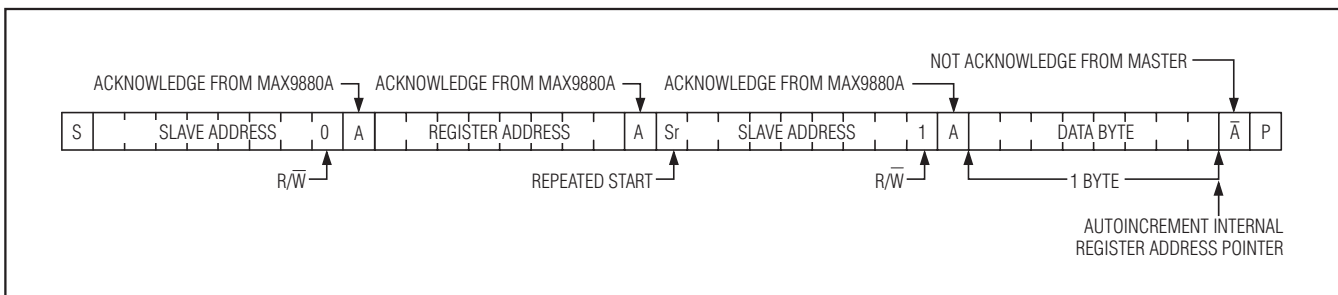 NOT ACKNOWLEDGE FROM MASTER
ACKNOWLEDGE FROM MAX9880A
ACKNOWLEDGE FROM MAX9880A
ACKNOWLEDGE FROM MAX9880A
S SLAVE ADDRESS 0 A REGISTER ADDRESS A Sr SLAVE ADDRESS 1 A DATA BYTE A̅ P
R/W̅
REPEATED START
R/W̅
1 BYTE
AUTOINCREMENT INTERNAL
REGISTER ADDRESS POINTER